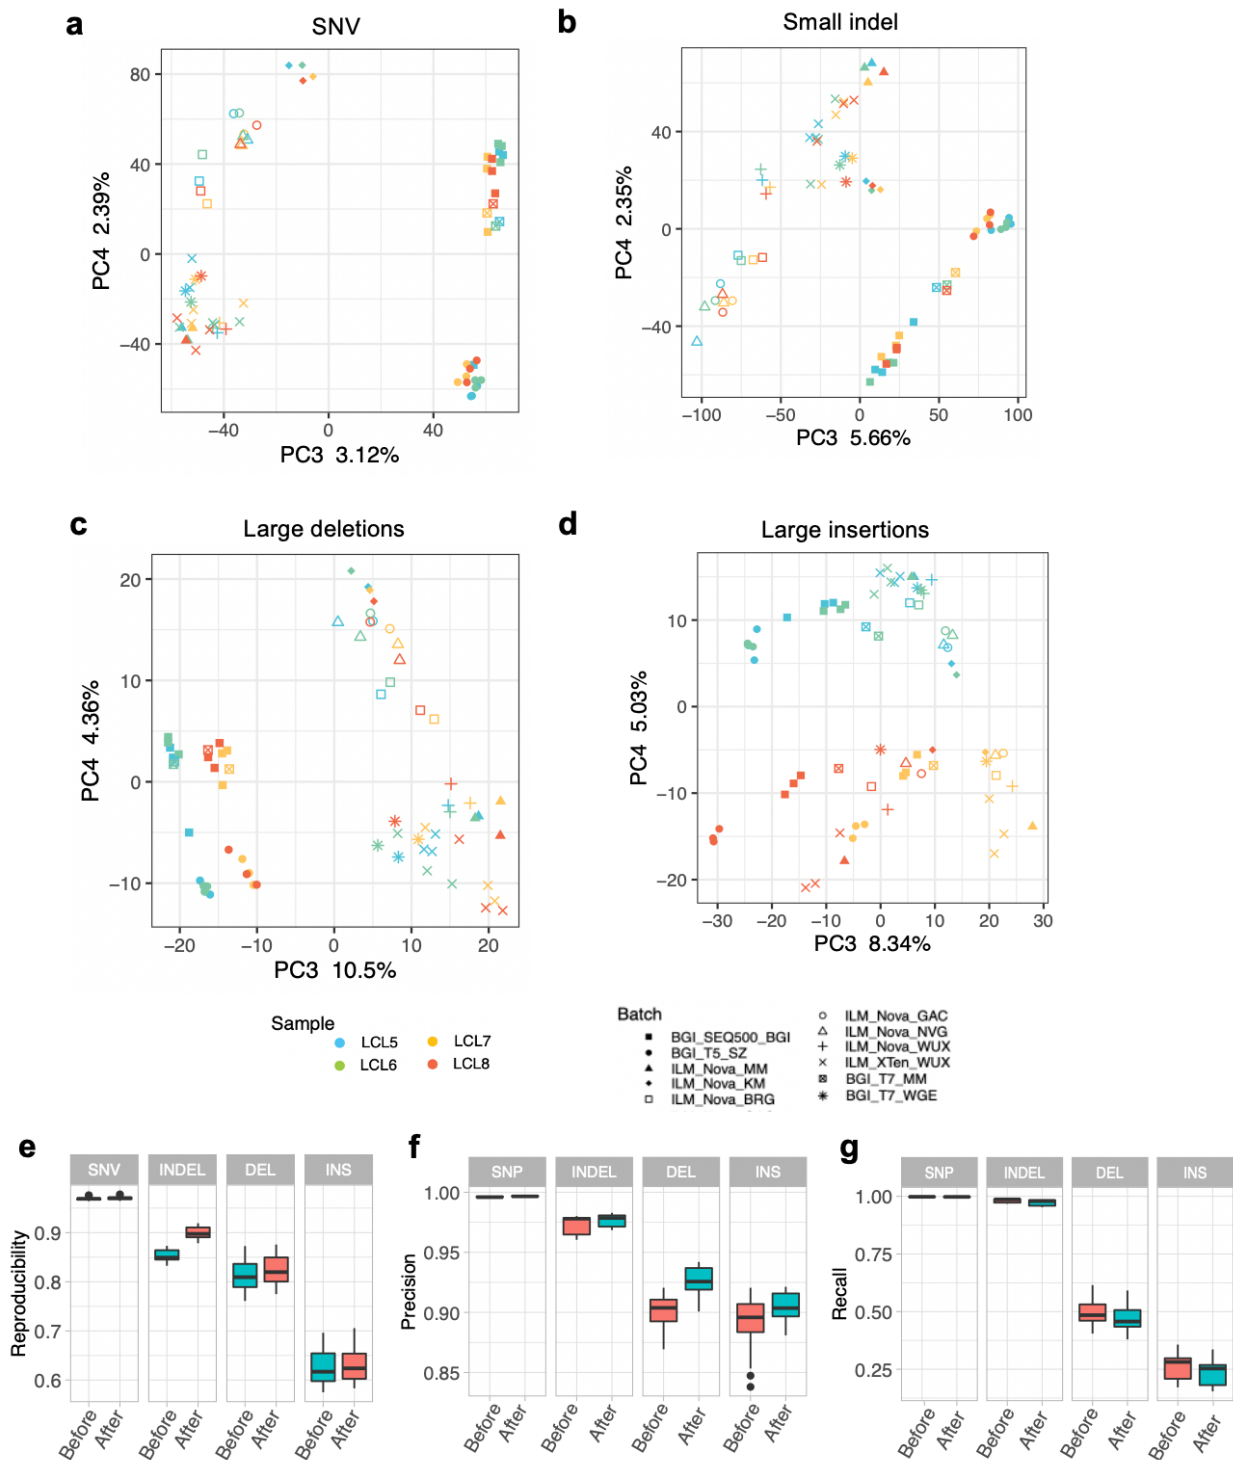 a
SNV
80
40
0
−40
PC4 2.39%
−40
0
40
PC3 3.12%
b
Small indel
40
0
−40
PC4 2.35%
−100
−50
0
50
100
PC3 5.66%
c
Large deletions
20
10
0
−10
PC4 4.36%
−20
−10
0
10
20
PC3 10.5%
d
Large insertions
10
0
−10
−20
PC4 5.03%
−30
−20
−10
0
10
20
30
PC3 8.34%
Sample
LCL5
LCL6
LCL7
LCL8
Batch
BGI_SEQ500_BGI
BGI_T5_SZ
ILM_Nova_MM
ILM_Nova_KM
ILM_Nova_BRG
ILM_Nova_GAC
ILM_Nova_NVG
ILM_Nova_WUX
ILM_XTen_WUX
BGI_T7_MM
BGI_T7_WGE
e
SNV INDEL DEL INS
0.9
0.8
0.7
0.6
Reproducibility
Before After Before After Before After Before After
f
SNP INDEL DEL INS
1.00
0.95
0.90
0.85
Precision
Before After Before After Before After Before After
g
SNP INDEL DEL INS
1.00
0.75
0.50
0.25
Recall
Before After Before After Before After Before After